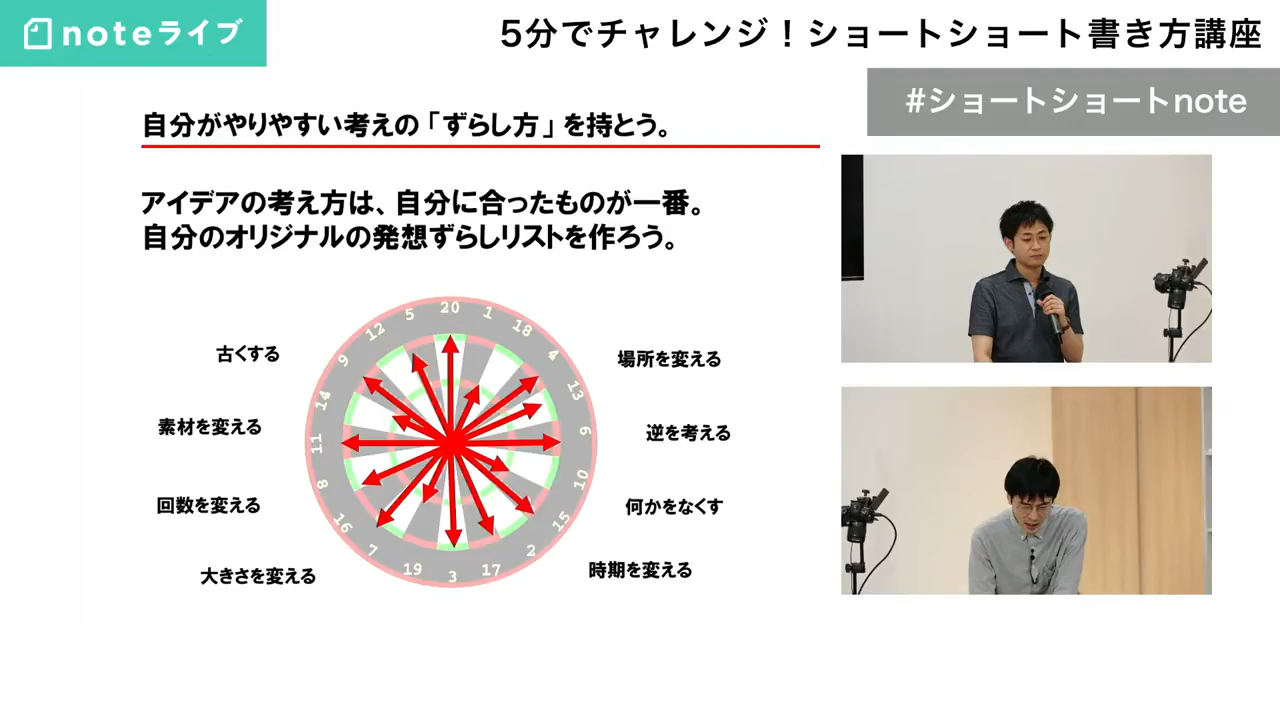 noteライブ
5分でチャレンジ！ショートショート書き方講座
#ショートショートnote
自分がやりやすい考えの「ずらし方」を持とう。
アイデアの考え方は、自分に合ったものが一番。
自分のオリジナルの発想ずらしリストを作ろう。
古くする
素材を変える
回数を変える
大きさを変える
場所を変える
逆を考える
何かをなくす
時期を変える
20
1
18
4
13
6
10
15
2
17
3
19
7
16
8
11
14
9
12
5